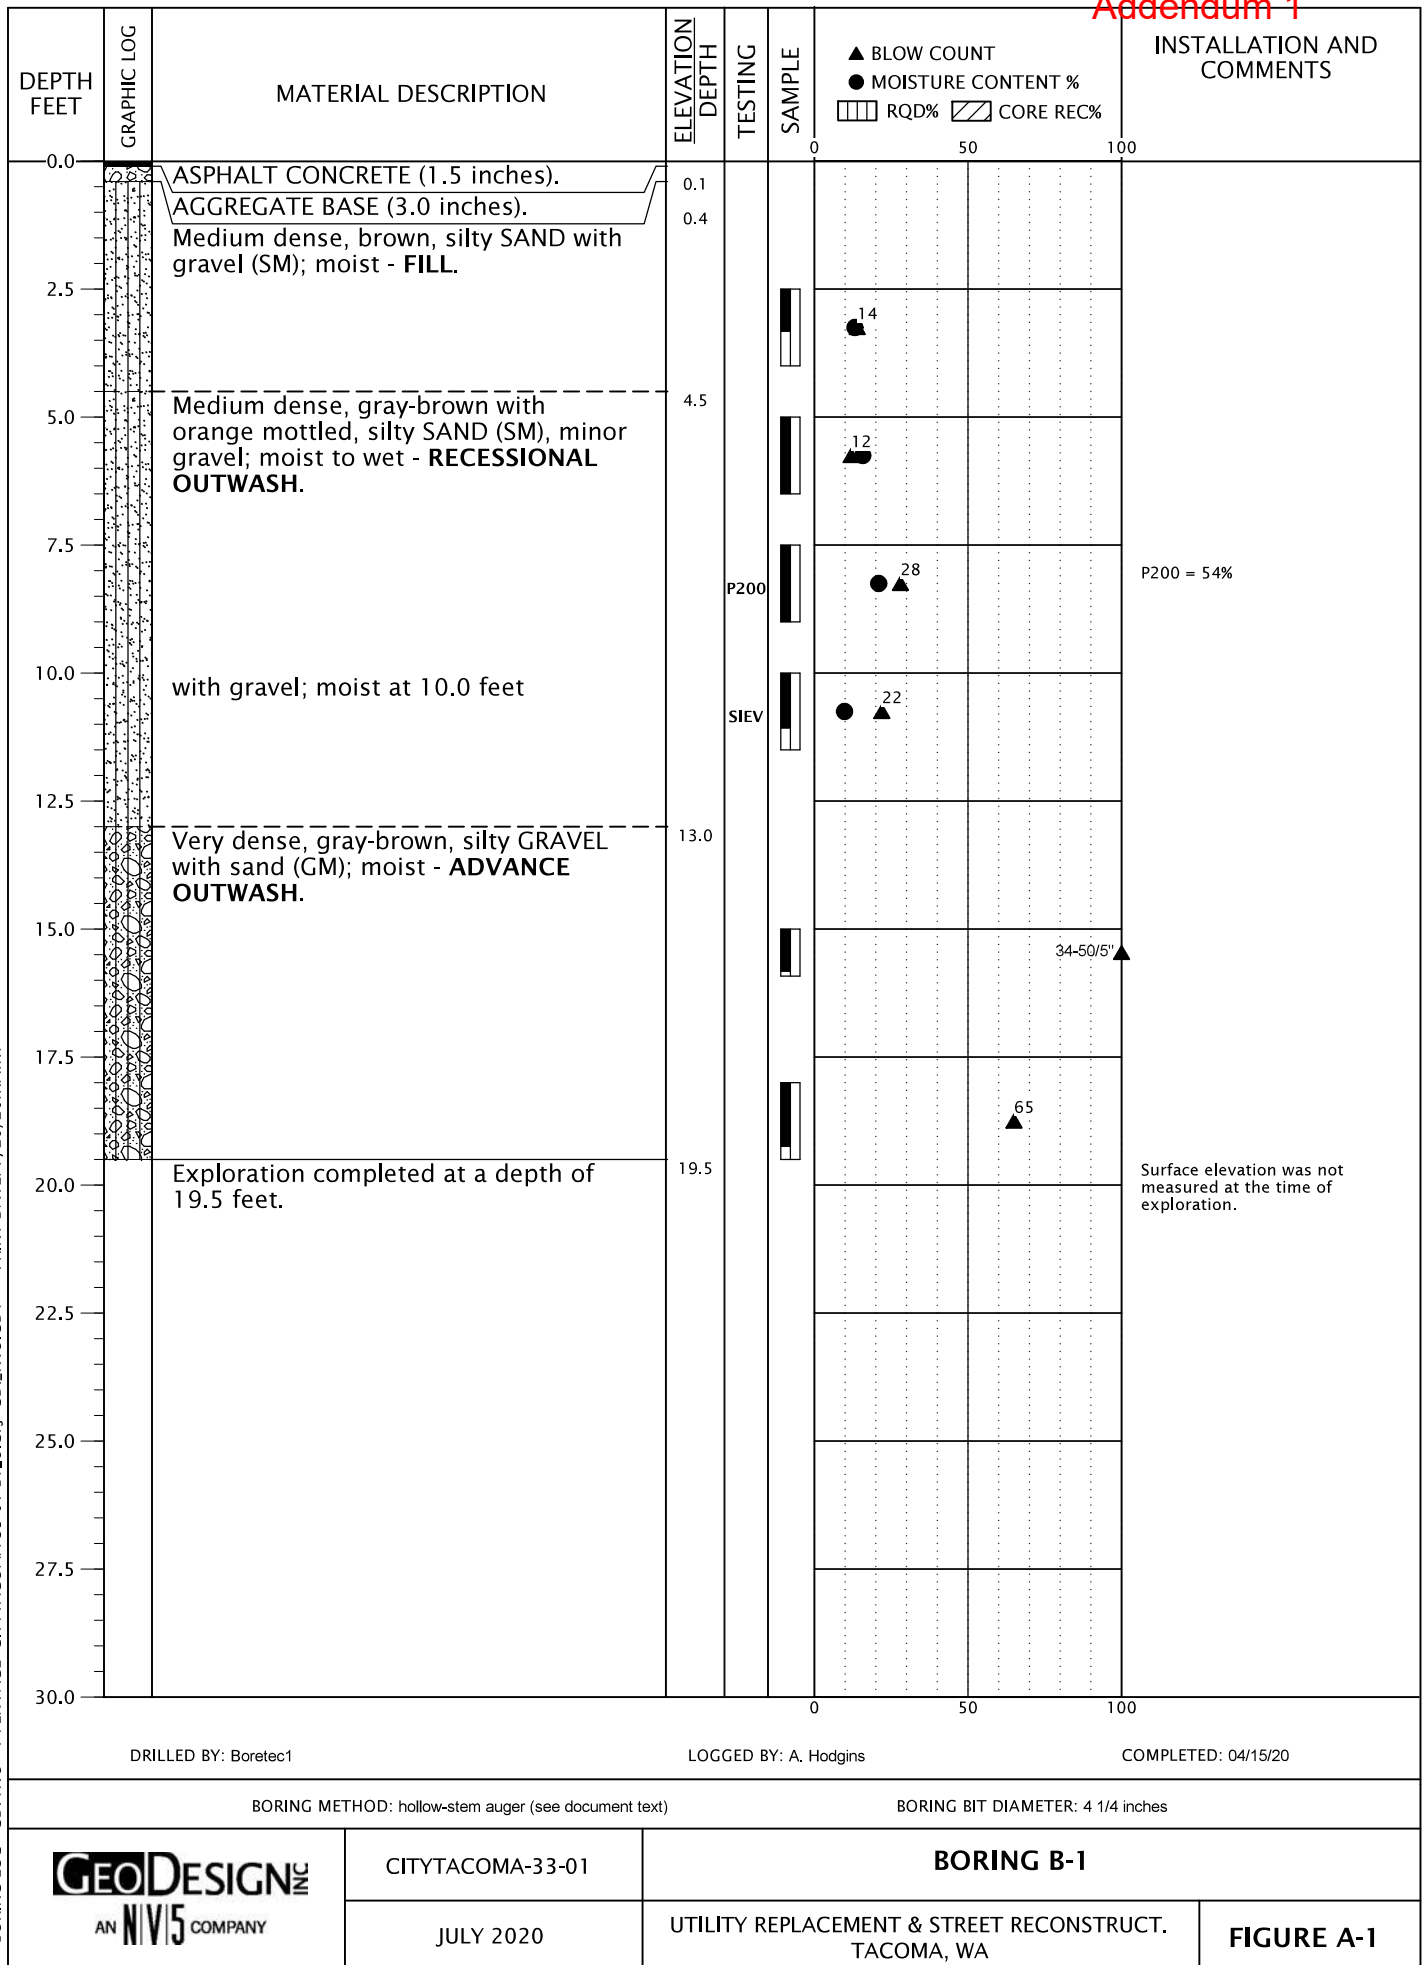 Addendum 1
DEPTH
FEET
GRAPHIC LOG
MATERIAL DESCRIPTION
ELEVATION
DEPTH
TESTING
SAMPLE
▲ BLOW COUNT
● MOISTURE CONTENT %
RQD% CORE REC%
INSTALLATION AND
COMMENTS
0 50 100
0.0
ASPHALT CONCRETE (1.5 inches).
0.1
AGGREGATE BASE (3.0 inches).
0.4
Medium dense, brown, silty SAND with
gravel (SM); moist - FILL.
2.5
14
4.5
Medium dense, gray-brown with
orange mottled, silty SAND (SM), minor
gravel; moist to wet - RECESSIONAL
OUTWASH.
5.0
12
7.5
P200
28
P200 = 54%
10.0
with gravel; moist at 10.0 feet
SIEV
22
12.5
13.0
Very dense, gray-brown, silty GRAVEL
with sand (GM); moist - ADVANCE
OUTWASH.
15.0
34-50/5"
17.5
65
19.5
Exploration completed at a depth of
19.5 feet.
Surface elevation was not
measured at the time of
exploration.
20.0
22.5
25.0
27.5
30.0
0 50 100
DRILLED BY: Boretec1
LOGGED BY: A. Hodgins
COMPLETED: 04/15/20
BORING METHOD: hollow-stem auger (see document text)
BORING BIT DIAMETER: 4 1/4 inches
GEODESIGN INC
AN N|V|5 COMPANY
CITYTACOMA-33-01
JULY 2020
BORING B-1
UTILITY REPLACEMENT & STREET RECONSTRUCT.
TACOMA, WA
FIGURE A-1